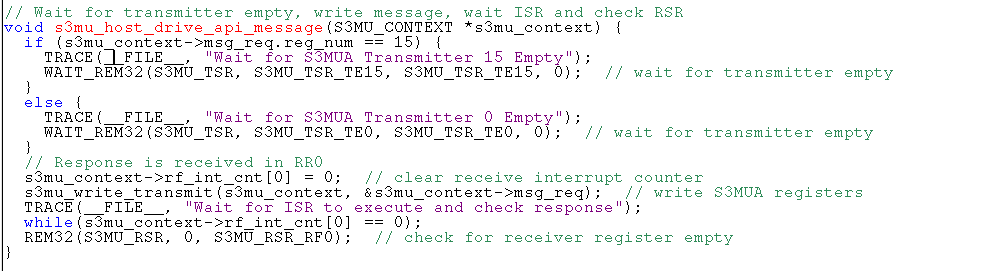 // Wait for transmitter empty, write message, wait ISR and check RSR
void s3mu_host_drive_api_message(S3MU_CONTEXT *s3mu_context) {
  if (s3mu_context->msg_req.reg_num == 15) {
    TRACE(__FILE__, "Wait for S3MUA Transmitter 15 Empty");
    WAIT_REM32(S3MU_TSR, S3MU_TSR_TE15, S3MU_TSR_TE15, 0);  // wait for transmitter empty
  }
  else {
    TRACE(__FILE__, "Wait for S3MUA Transmitter 0 Empty");
    WAIT_REM32(S3MU_TSR, S3MU_TSR_TE0, S3MU_TSR_TE0, 0);  // wait for transmitter empty
  }
  // Response is received in RR0
  s3mu_context->rf_int_cnt[0] = 0;  // clear receive interrupt counter
  s3mu_write_transmit(s3mu_context, &s3mu_context->msg_req);  // write S3MUA registers
  TRACE(__FILE__, "Wait for ISR to execute and check response");
  while(s3mu_context->rf_int_cnt[0] == 0);
  REM32(S3MU_RSR, 0, S3MU_RSR_RF0);  // check for receiver register empty
}